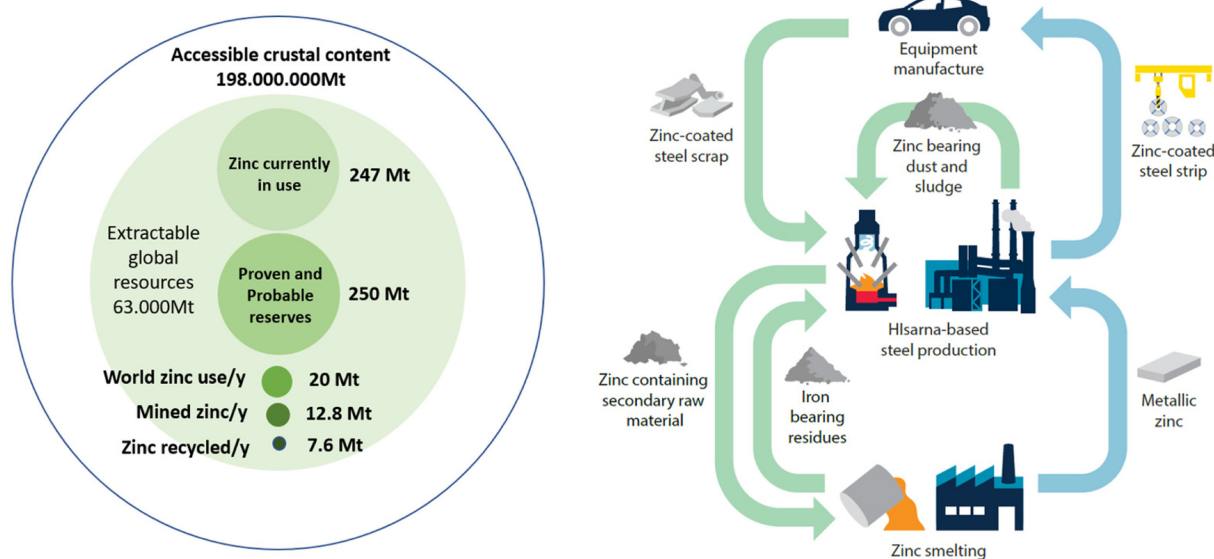 Accessible crustal content
198.000.000Mt
Zinc currently
in use
247 Mt
Extractable
global
resources
63.000Mt
Proven and
Probable
reserves
250 Mt
World zinc use/y
20 Mt
Mined zinc/y
12.8 Mt
Zinc recycled/y
7.6 Mt
Equipment
manufacture
Zinc-coated
steel scrap
Zinc bearing
dust and
sludge
Zinc-coated
steel strip
HIsarna-based
steel production
Zinc containing
secondary raw
material
Iron
bearing
residues
Metallic
zinc
Zinc smelting